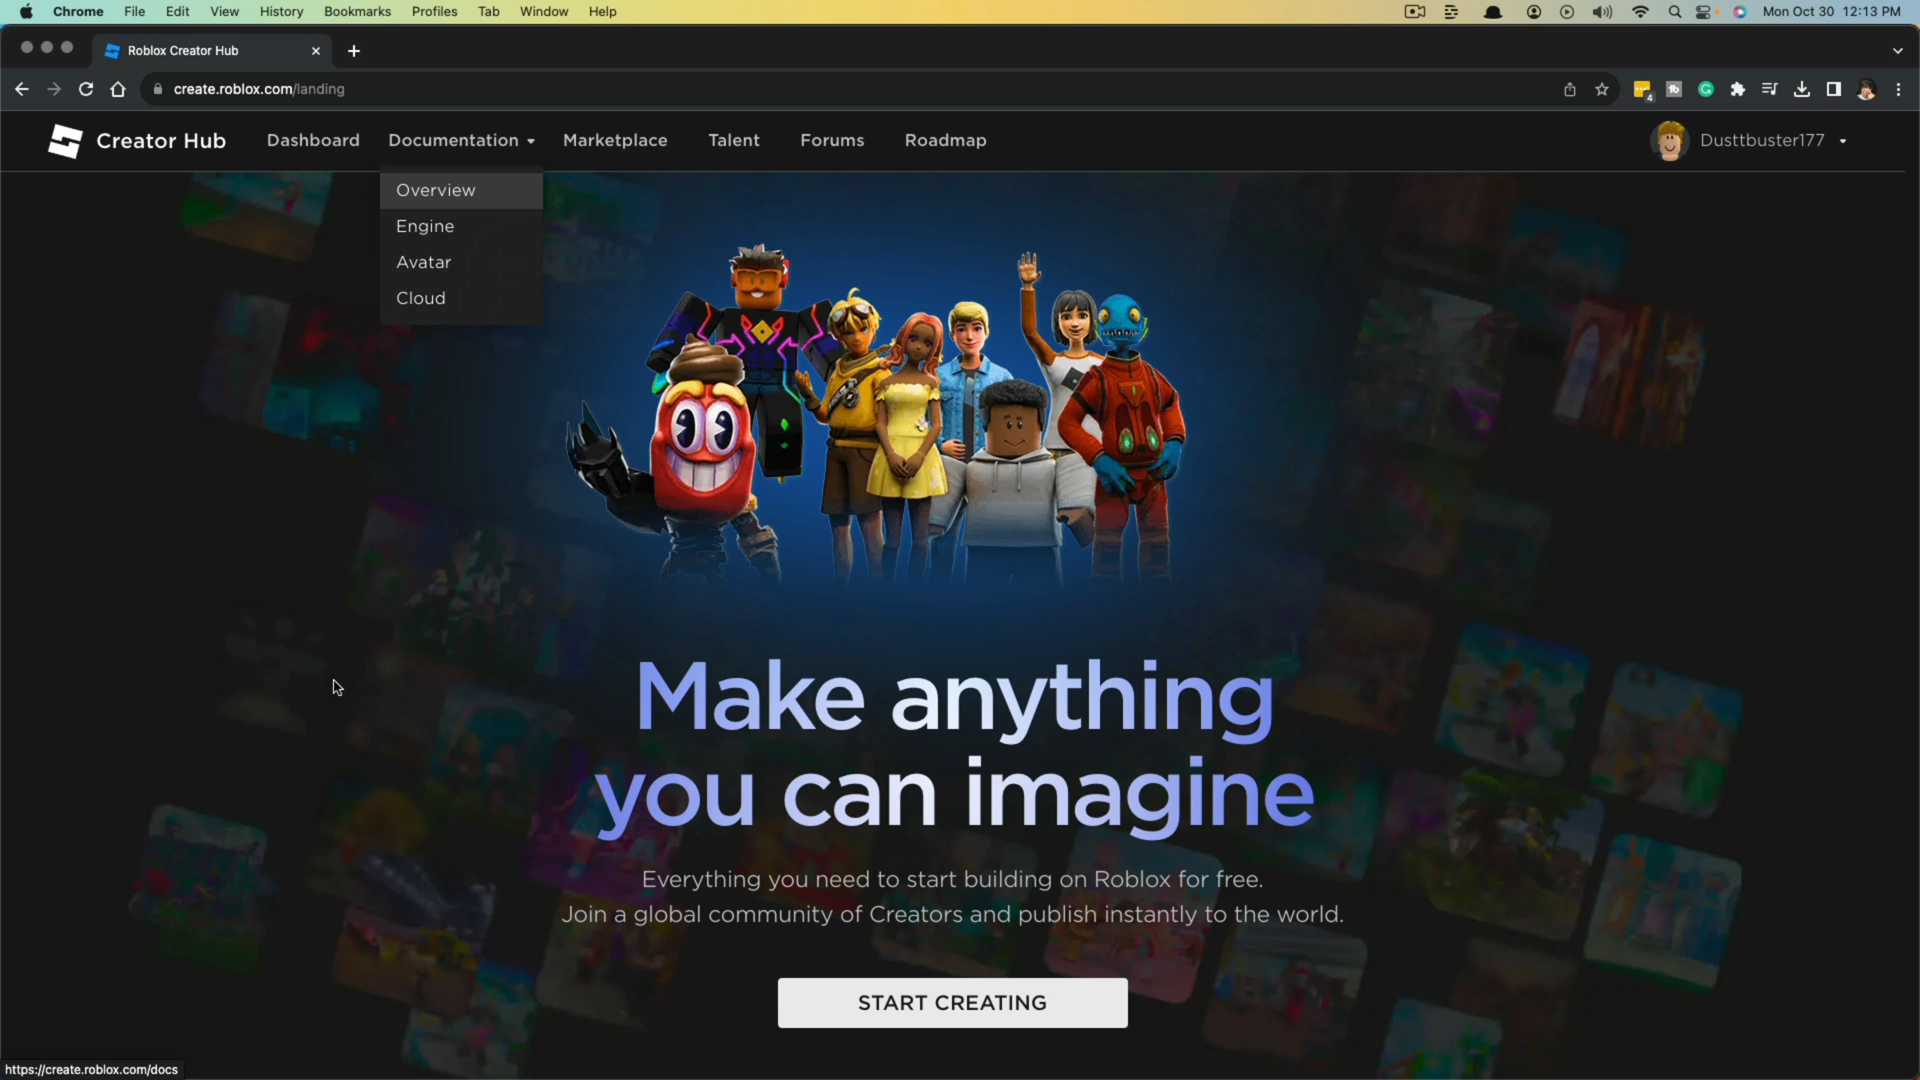 Chrome File Edit View History Bookmarks Profiles Tab Window Help Mon Oct 30 12:13 PM
Roblox Creator Hub
create.roblox.com/landing
4
Creator Hub Dashboard Documentation Marketplace Talent Forums Roadmap Dusttbuster177
Overview
Engine
Avatar
Cloud
Make anything
you can imagine
Everything you need to start building on Roblox for free.
Join a global community of Creators and publish instantly to the world.
START CREATING
https://create.roblox.com/docs